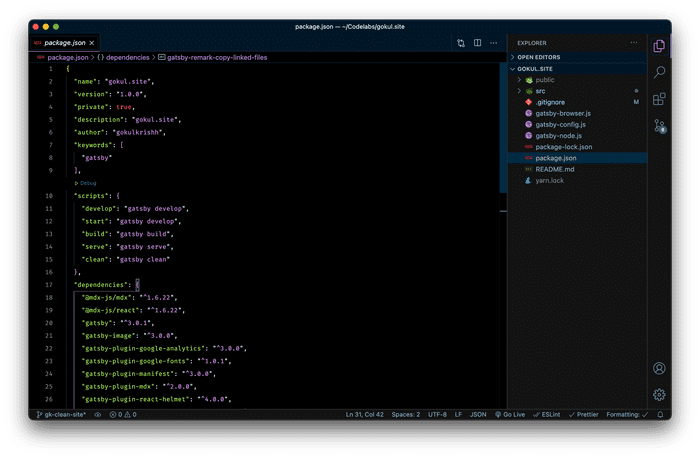 package.json — ~/Codelabs/gokul.site
package.json ×
package.json > {} dependencies > gatsby-remark-copy-linked-files
1 {
2 "name": "gokul.site",
3 "version": "1.0.0",
4 "private": true,
5 "description": "gokul.site",
6 "author": "gokulkrishh",
7 "keywords": [
8 "gatsby"
9 ],
Debug
10 "scripts": {
11 "develop": "gatsby develop",
12 "start": "gatsby develop",
13 "build": "gatsby build",
14 "serve": "gatsby serve",
15 "clean": "gatsby clean"
16 },
17 "dependencies": {
18 "@mdx-js/mdx": "^1.6.22",
19 "@mdx-js/react": "^1.6.22",
20 "gatsby": "^3.0.1",
21 "gatsby-image": "^3.0.0",
22 "gatsby-plugin-google-analytics": "^3.0.0",
23 "gatsby-plugin-google-fonts": "^1.0.1",
24 "gatsby-plugin-manifest": "^3.0.0",
25 "gatsby-plugin-mdx": "^2.0.0",
26 "gatsby-plugin-react-helmet": "^4.0.0",
EXPLORER
OPEN EDITORS
GOKUL.SITE
public
src
.gitignore M
gatsby-browser.js
gatsby-config.js
gatsby-node.js
package-lock.json
package.json
README.md
yarn.lock
gk-clean-site* 0 0 Ln 31, Col 42 Spaces: 2 UTF-8 LF JSON Go Live ESLint Prettier Formatting: